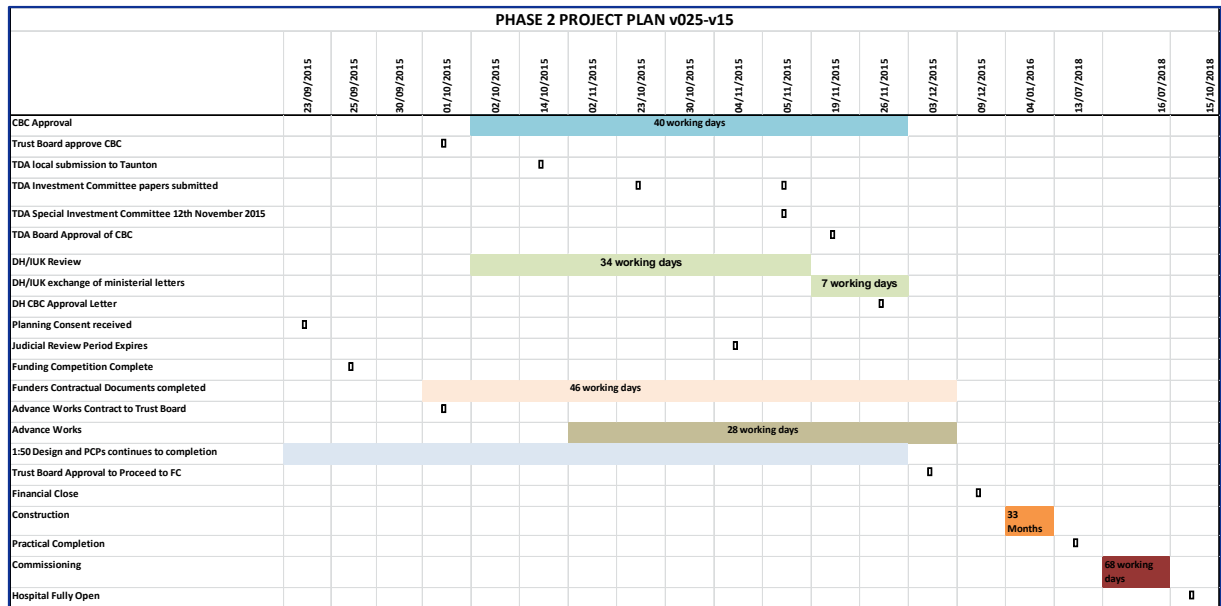 PHASE 2 PROJECT PLAN v025-v15
23/09/2015
25/09/2015
30/09/2015
01/10/2015
02/10/2015
14/10/2015
02/11/2015
23/10/2015
30/10/2015
04/11/2015
05/11/2015
19/11/2015
26/11/2015
03/12/2015
09/12/2015
04/01/2016
13/07/2018
16/07/2018
15/10/2018
CBC Approval
40 working days
Trust Board approve CBC
TDA local submission to Taunton
TDA Investment Committee papers submitted
TDA Special Investment Committee 12th November 2015
TDA Board Approval of CBC
DH/IUK Review
34 working days
DH/IUK exchange of ministerial letters
7 working days
DH CBC Approval Letter
Planning Consent received
Judicial Review Period Expires
Funding Competition Complete
Funders Contractual Documents completed
46 working days
Advance Works Contract to Trust Board
Advance Works
28 working days
1:50 Design and PCPs continues to completion
Trust Board Approval to Proceed to FC
Financial Close
Construction
33
Months
Practical Completion
Commissioning
68 working
days
Hospital Fully Open